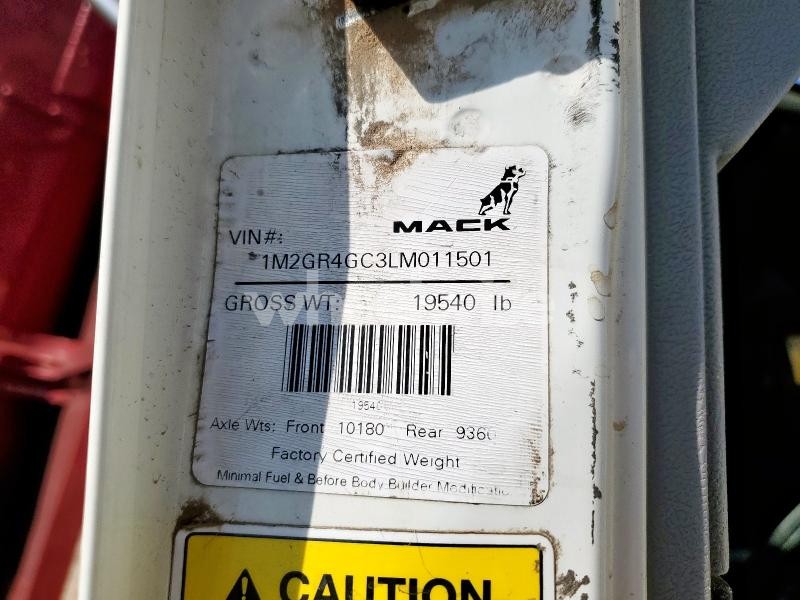 MACK
VIN#:
1M2GR4GC3LM011501
GROSS WT: 19540 lb
19540
Axle Wts: Front 10180 Rear 9360
Factory Certified Weight
Minimal Fuel & Before Body Builder
CAUTION